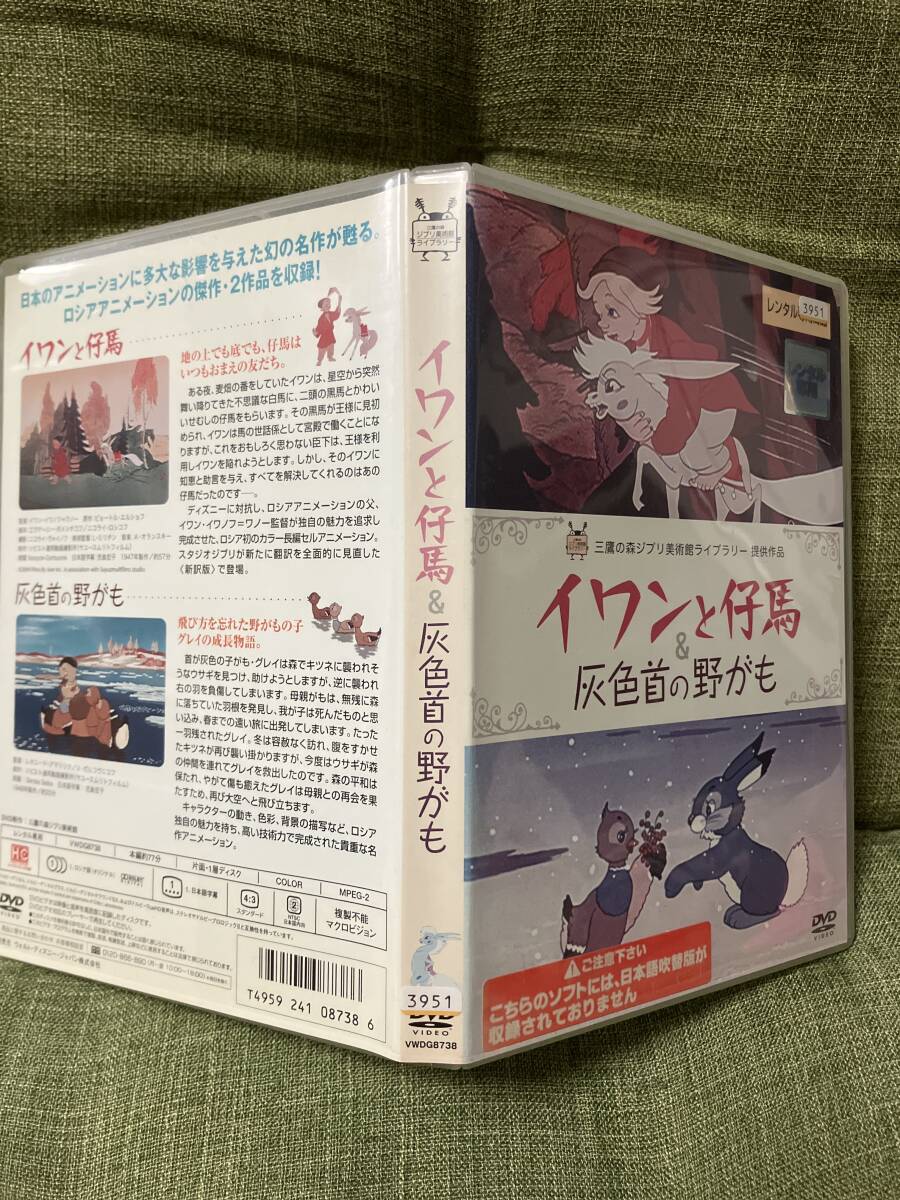 日本のアニメーションに多大な影響を与えた幻の名作が甦る。
ロシアアニメーションの傑作・2作品を収録！
イワンと仔馬
地の上でも底でも、仔馬は
いつもおまえの友だち。
ある夜、麦畑の番をしていたイワンは、星空から突然
舞い降りてきた不思議な白馬に、二頭の黒馬とかわい
いせむしの仔馬をもらいます。その黒馬が王様に見初
められ、イワンは馬の世話係として宮殿で働くことにな
りますが、これをおもしろく思わない臣下は、王様を利
用しイワンを陥れようとします。しかし、そのイワンに
知恵と助言を与え、すべてを解決してくれるのはあの
仔馬だったのです──。
ディズニーに対抗し、ロシアアニメーションの父、
イワン・イワノフ=ワノー監督が独自の魅力を追求し
完成させた、ロシア初のカラー長編セルアニメーション。
スタジオジブリが新たに翻訳を全面的に見直した
〈新訳版〉で登場。
灰色首の野がも
飛び方を忘れた野がもの子
グレイの成長物語。
首が灰色の子がも・グレイは森でキツネに襲われそ
うなウサギを見つけ、助けようとしますが、逆に襲われ
右の羽を負傷してしまいます。母親がもは、無残に森
に落ちていた羽根を発見し、我が子は死んだものと思
い込み、春までの遠い旅に出発してしまいます。たった
一羽残されたグレイ。冬は容赦なく訪れ、腹をすかせ
たキツネが再び襲い掛かりますが、今度はウサギが森
の仲間を連れてグレイを救出したのです。森の平和は
保たれ、やがて傷も癒えたグレイは母親との再会を果
たすため、再び大空へと飛び立ちます。
キャラクターの動き、色彩、背景の描写など、ロシア
独自の魅力を持ち、高い技術力で完成された貴重な名
作アニメーション。
レンタル専用
VWDG8738
本編約77分
片面・1層ディスク
COLOR
MPEG-2
1.日本語字幕
4:3
スタンダード
2
NTSC
日本国内向
複製不能
マクロビジョン
DVD
T4959 241 08738 6
三鷹の森
ジブリ美術館
ライブラリー
イワンと仔馬
&
灰色首の野がも
3951
DVD
VIDEO
VWDG8738
レンタル
3951
レンタル
三鷹の森ジブリ美術館ライブラリー 提供作品
イワンと仔馬
&
灰色首の野がも
DVD
VIDEO
ご注意下さい
こちらのソフトには、日本語吹替版が
収録されておりません